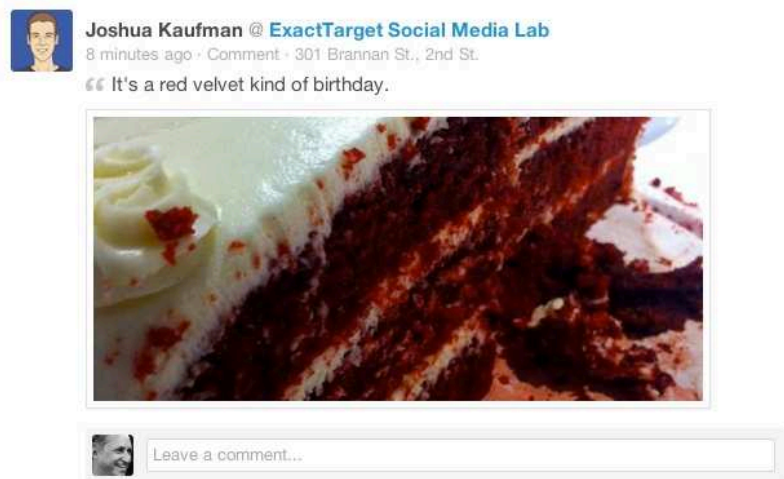 Joshua Kaufman @ ExactTarget Social Media Lab
8 minutes ago · Comment · 301 Brannan St., 2nd St.
“ It's a red velvet kind of birthday.
Leave a comment...